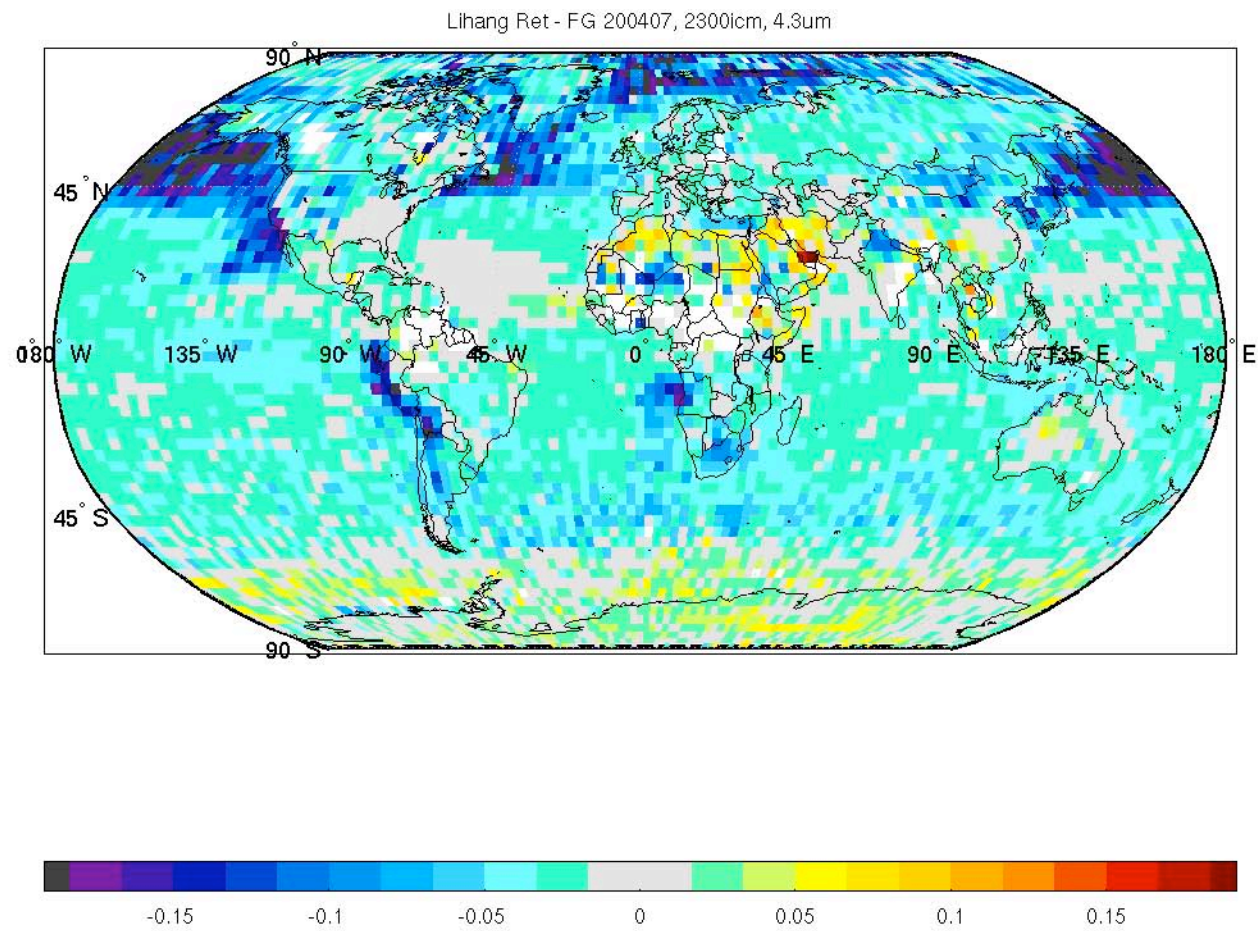 Lihang Ret - FG 200407, 2300icm, 4.3um
90° N
45° N
180° W 135° W 90° W 45° W 0° 45° E 90° E 135° E 180° E
45° S
90° S
-0.15 -0.1 -0.05 0 0.05 0.1 0.15